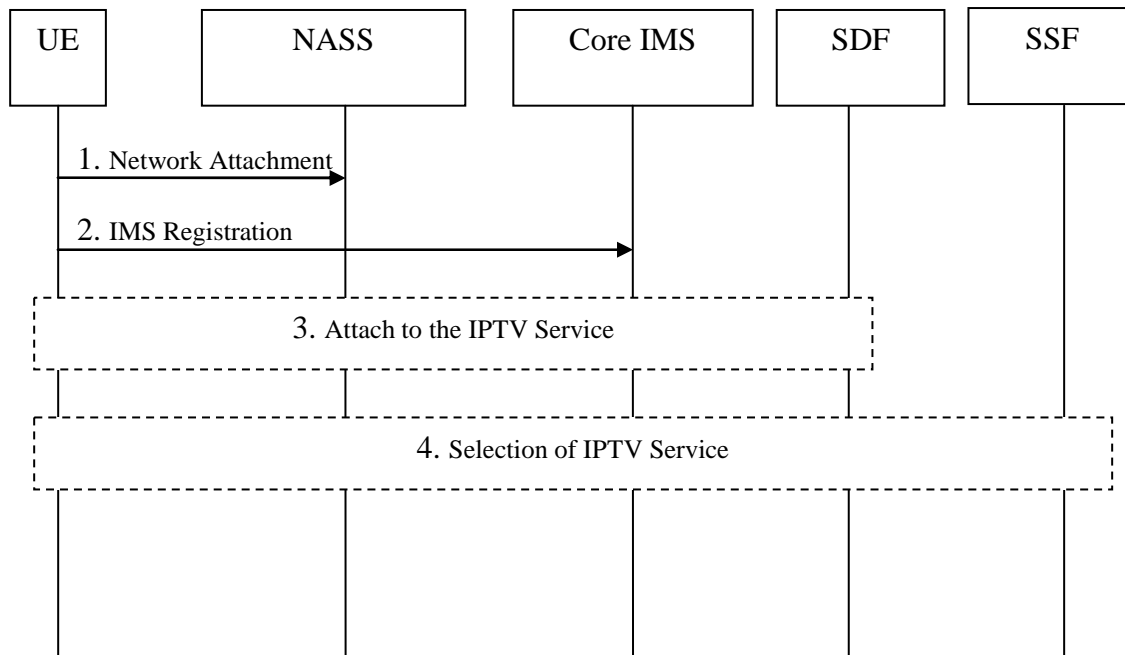 UE
NASS
Core IMS
SDF
SSF
1. Network Attachment
2. IMS Registration
3. Attach to the IPTV Service
4. Selection of IPTV Service